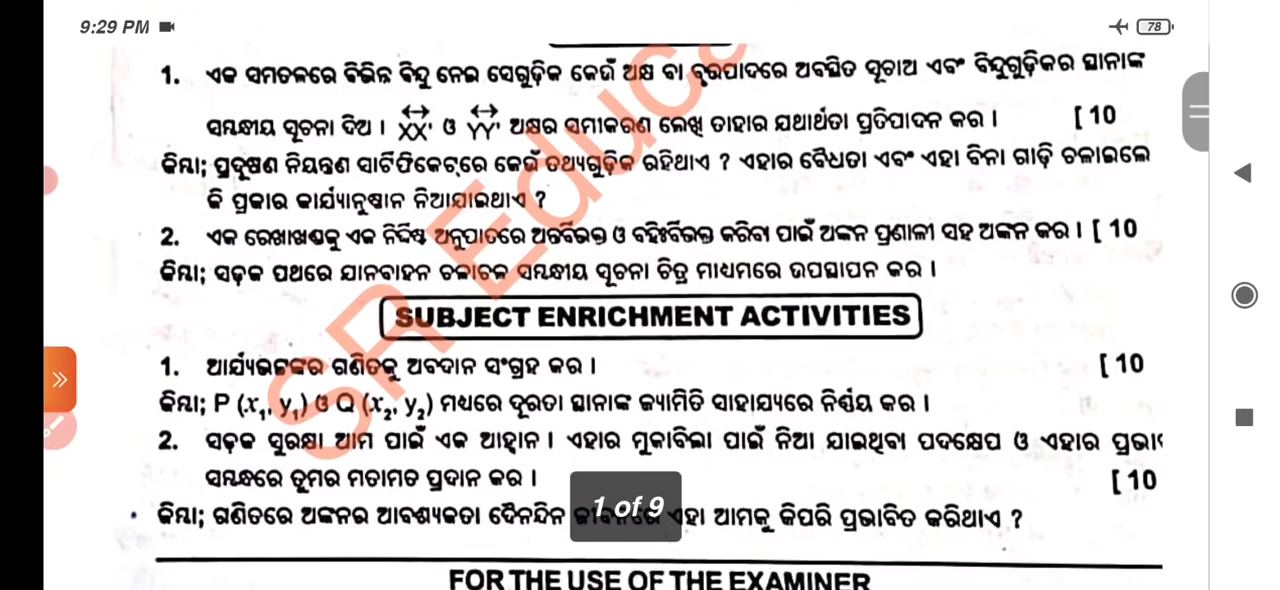 9:29 PM
78
1. ଏକ ସମତଳରେ ବିଭିନ୍ନ ବିନ୍ଦୁ ନେଇ ସେଗୁଡ଼ିକ କେଉଁ ଅକ୍ଷ ବା ବୃତ୍ତପାଦରେ ଅବସ୍ଥିତ ସୂଚାଅ ଏବଂ ବିନ୍ଦୁଗୁଡ଼ିକର ସ୍ଥାନାଙ୍କ
ସମ୍ବନ୍ଧୀୟ ସୂଚନା ଦିଅ । XX' ଓ YY' ଅକ୍ଷର ସମୀକରଣ ଲେଖି ତାହାର ଯଥାର୍ଥତା ପ୍ରତିପାଦନ କର । [ 10
କିମ୍ବା; ପ୍ରଦୂଷଣ ନିୟନ୍ତ୍ରଣ ସାର୍ଟିଫିକେଟ୍‌ରେ କେଉଁ ତଥ୍ୟଗୁଡ଼ିକ ରହିଥାଏ ? ଏହାର ବୈଧତା ଏବଂ ଏହା ବିନା ଗାଡ଼ି ଚଳାଇଲେ
କି ପ୍ରକାର କାର୍ଯ୍ୟାନୁଷ୍ଠାନ ନିଆଯାଇଥାଏ ?
2. ଏକ ରେଖାଖଣ୍ଡକୁ ଏକ ନିର୍ଦ୍ଦିଷ୍ଟ ଅନୁପାତରେ ଅନ୍ତର୍ବିଭକ୍ତ ଓ ବହିଃର୍ବିଭକ୍ତ କରିବା ପାଇଁ ଅଙ୍କନ ପ୍ରଣାଳୀ ସହ ଅଙ୍କନ କର । [ 10
କିମ୍ବା; ସଡ଼କ ପଥରେ ଯାନବାହନ ଚଳାଚଳ ସମ୍ବନ୍ଧୀୟ ସୂଚନା ଚିତ୍ର ମାଧ୍ୟମରେ ଉପସ୍ଥାପନ କର ।
SUBJECT ENRICHMENT ACTIVITIES
1. ଆର୍ଯ୍ୟଭଟ୍ଟଙ୍କର ଗଣିତକୁ ଅବଦାନ ସଂଗ୍ରହ କର । [ 10
କିମ୍ବା; P (x₁, y₁) ଓ Q (x₂, y₂) ମଧ୍ୟରେ ଦୂରତା ସ୍ଥାନାଙ୍କ ଜ୍ୟାମିତି ସାହାଯ୍ୟରେ ନିର୍ଣ୍ଣୟ କର ।
2. ସଡ଼କ ସୁରକ୍ଷା ଆମ ପାଇଁ ଏକ ଆହ୍ୱାନ । ଏହାର ମୁକାବିଲା ପାଇଁ ନିଆ ଯାଇଥିବା ପଦକ୍ଷେପ ଓ ଏହାର
ସମ୍ବନ୍ଧରେ ତୁମର ମତାମତ ପ୍ରଦାନ କର । [ 10
କିମ୍ବା; ଗଣିତରେ ଅଙ୍କନର ଆବଶ୍ୟକତା ଦୈନନ୍ଦିନ ଜୀବନରେ ଏହା ଆମକୁ କିପରି ପ୍ରଭାବିତ କରିଥାଏ ?
1 of 9
FOR THE USE OF THE EXAMINER
SR Educa